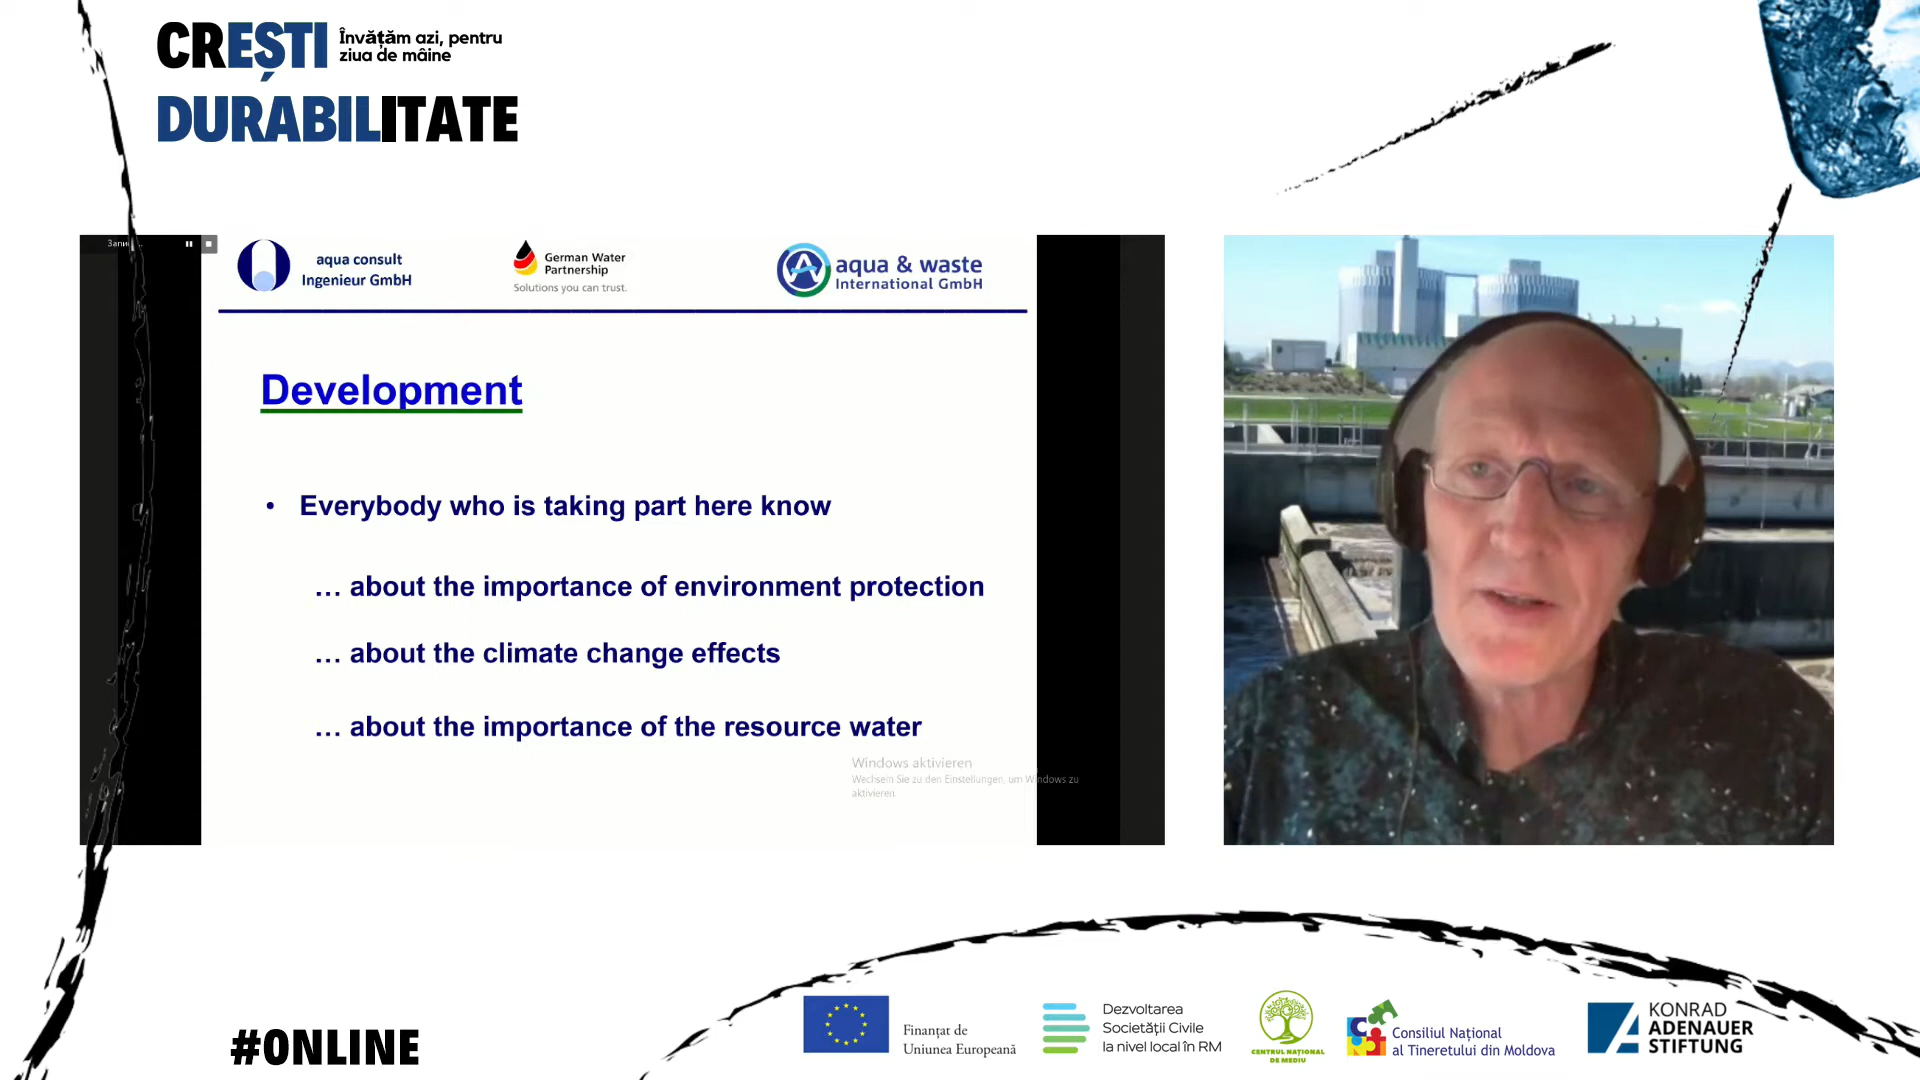 CREȘTI
Învățăm azi, pentru
ziua de mâine
DURABILITATE
aqua consult
Ingenieur GmbH
German Water
Partnership
Solutions you can trust.
aqua & waste
International GmbH
Development
• Everybody who is taking part here know
… about the importance of environment protection
… about the climate change effects
… about the importance of the resource water
Windows aktivieren
Wechseln Sie zu den Einstellungen, um Windows zu
aktivieren.
#ONLINE
Finanțat de
Uniunea Europeană
Dezvoltarea
Societății Civile
la nivel local în RM
CENTRUL NAȚIONAL
DE MEDIU
Consiliul Național
al Tineretului din Moldova
KONRAD
ADENAUER
STIFTUNG